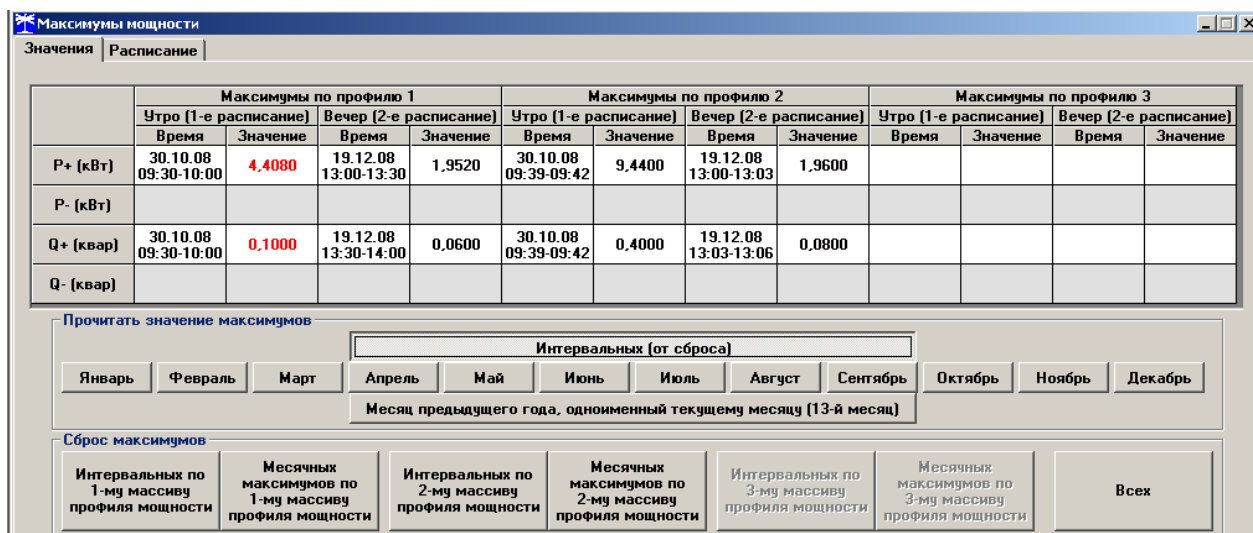 Максимумы мощности
Значения Расписание
Максимумы по профилю 1 Максимумы по профилю 2 Максимумы по профилю 3
Утро (1-е расписание) Вечер (2-е расписание) Утро (1-е расписание) Вечер (2-е расписание) Утро (1-е расписание) Вечер (2-е расписание)
Время Значение Время Значение Время Значение Время Значение Время Значение Время Значение
P+ (кВт) 30.10.08 09:30-10:00 4,4080 19.12.08 13:00-13:30 1,9520 30.10.08 09:39-09:42 9,4400 19.12.08 13:00-13:03 1,9600
P- (кВт)
Q+ (квар) 30.10.08 09:30-10:00 0,1000 19.12.08 13:30-14:00 0,0600 30.10.08 09:39-09:42 0,4000 19.12.08 13:03-13:06 0,0800
Q- (квар)
Прочитать значение максимумов
Интервальных (от сброса)
Январь Февраль Март Апрель Май Июнь Июль Август Сентябрь Октябрь Ноябрь Декабрь
Месяц предыдущего года, одноименный текущему месяцу (13-й месяц)
Сброс максимумов
Интервальных по 1-му массиву профиля мощности
Месячных максимумов по 1-му массиву профиля мощности
Интервальных по 2-му массиву профиля мощности
Месячных максимумов по 2-му массиву профиля мощности
Интервальных по 3-му массиву профиля мощности
Месячных максимумов по 3-му массиву профиля мощности
Всех